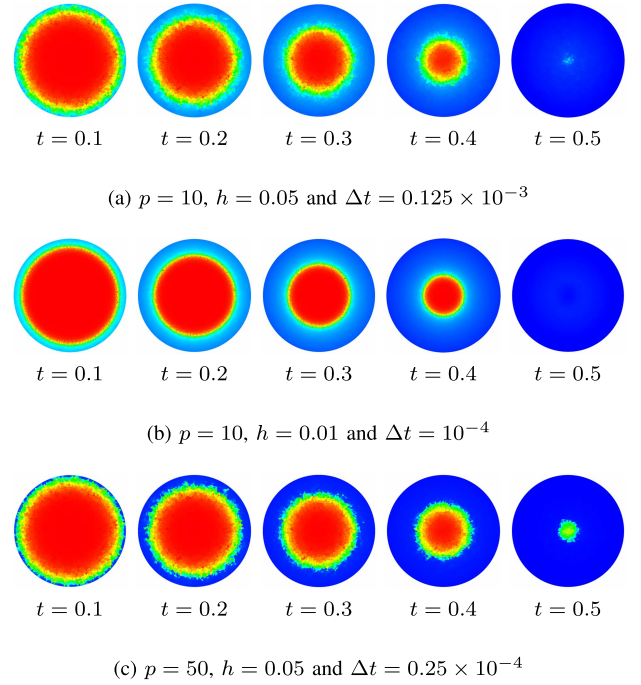 t = 0.1 t = 0.2 t = 0.3 t = 0.4 t = 0.5
(a) p = 10, h = 0.05 and Δt = 0.125 × 10⁻³
t = 0.1 t = 0.2 t = 0.3 t = 0.4 t = 0.5
(b) p = 10, h = 0.01 and Δt = 10⁻⁴
t = 0.1 t = 0.2 t = 0.3 t = 0.4 t = 0.5
(c) p = 50, h = 0.05 and Δt = 0.25 × 10⁻⁴